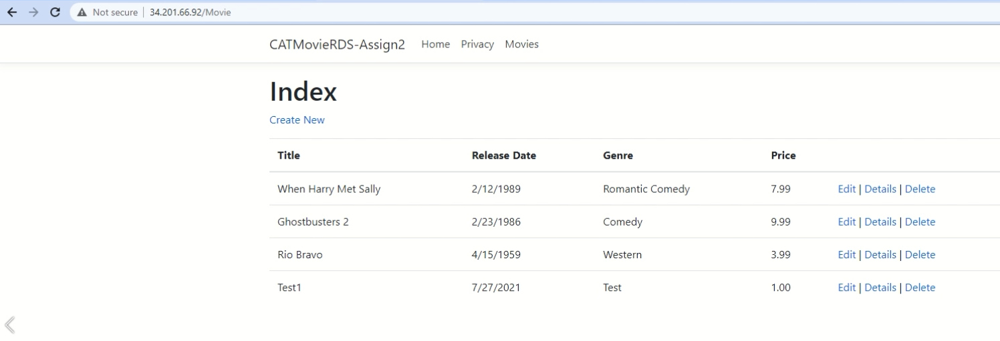 Not secure | 34.201.66.92/Movie
CATMovieRDS-Assign2 Home Privacy Movies
Index
Create New
Title Release Date Genre Price
When Harry Met Sally 2/12/1989 Romantic Comedy 7.99 Edit | Details | Delete
Ghostbusters 2 2/23/1986 Comedy 9.99 Edit | Details | Delete
Rio Bravo 4/15/1959 Western 3.99 Edit | Details | Delete
Test1 7/27/2021 Test 1.00 Edit | Details | Delete